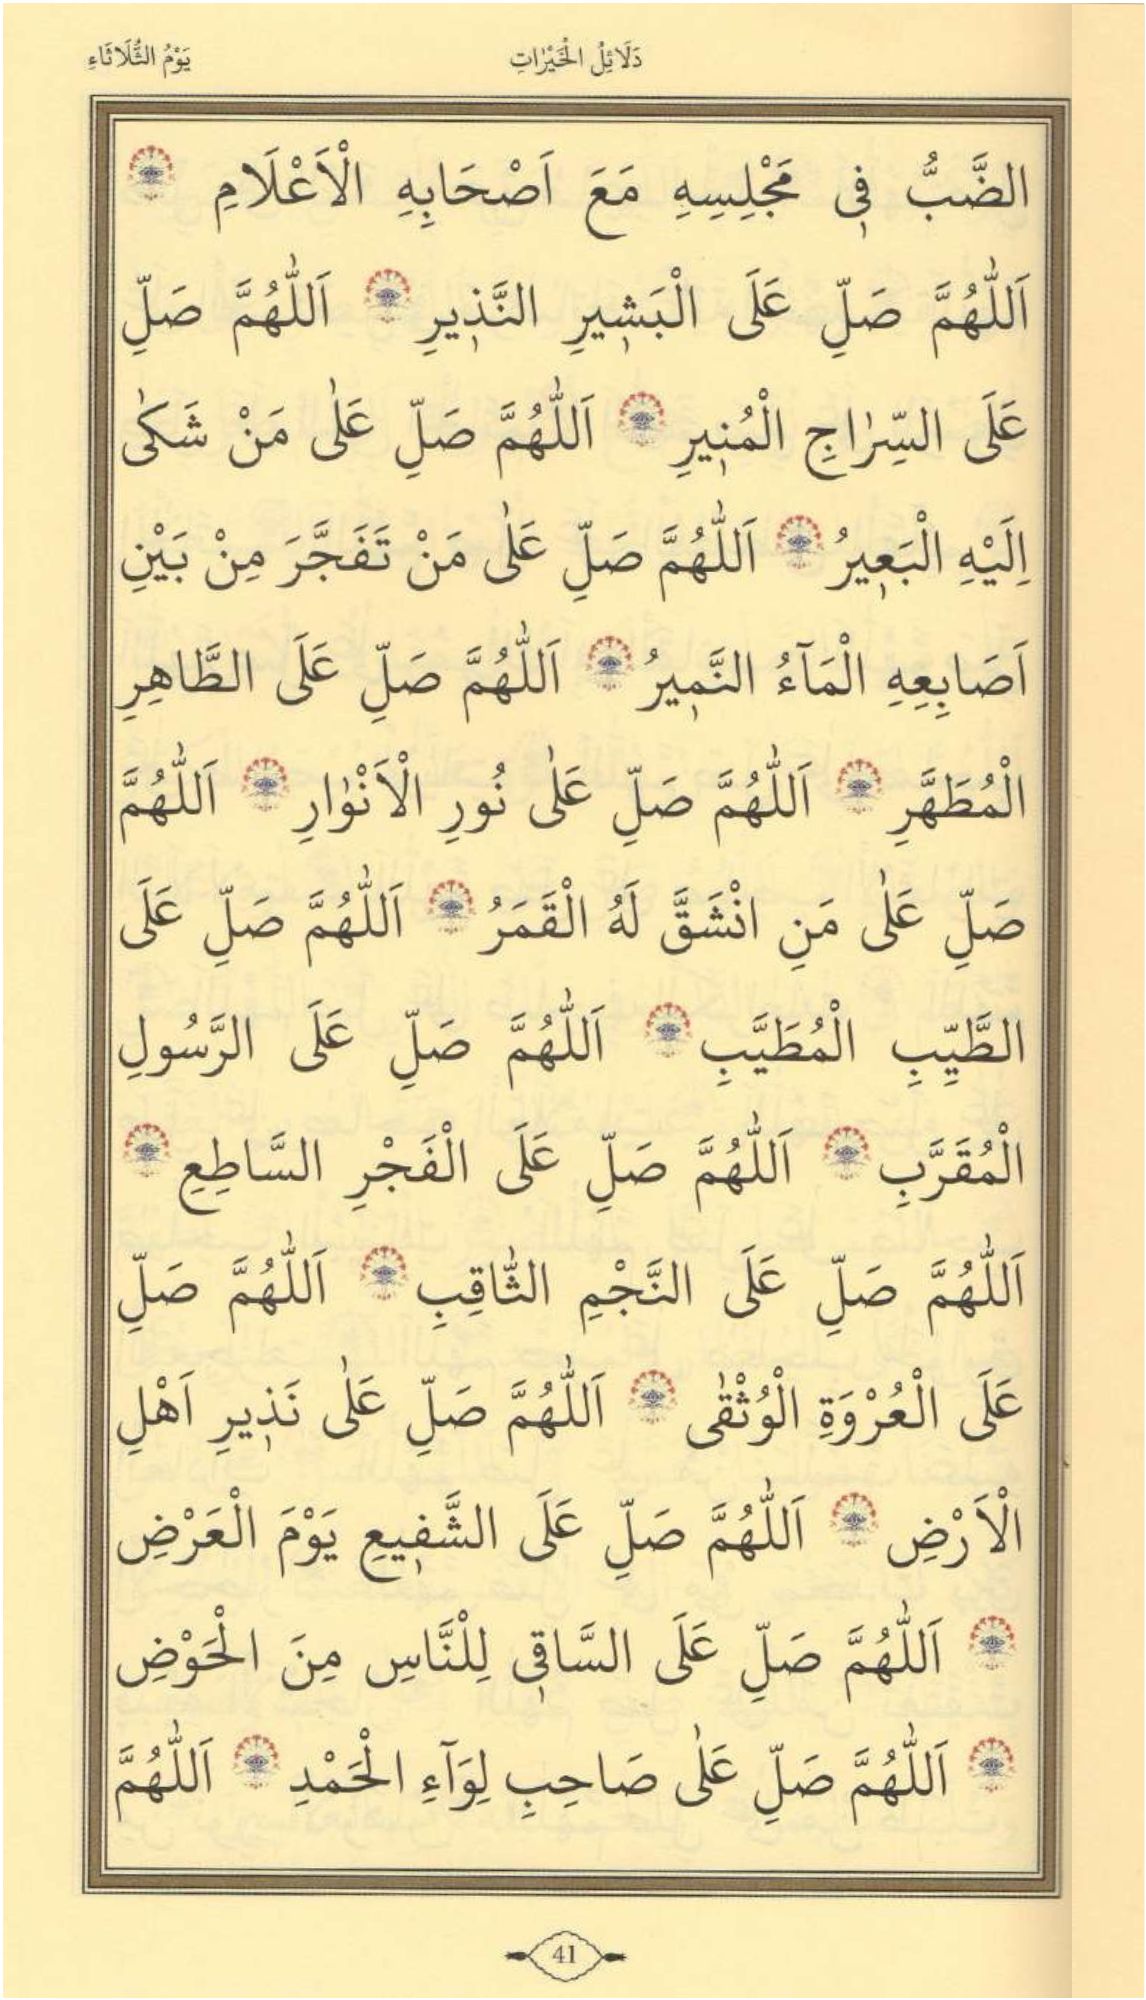 دَلَائِلُ الْخَيْرَاتِ
يَوْمُ الثُّلَاثَاءِ
الضَّبُّ فٖى مَجْلِسِهِ مَعَ اَصْحَابِهِ الْاَعْلَامِ
اَللّٰهُمَّ صَلِّ عَلَى الْبَشٖيرِ النَّذٖيرِ اَللّٰهُمَّ صَلِّ
عَلَى السِّرٰاجِ الْمُنٖيرِ اَللّٰهُمَّ صَلِّ عَلٰى مَنْ شَكٰى
اِلَيْهِ الْبَعٖيرُ اَللّٰهُمَّ صَلِّ عَلٰى مَنْ تَفَجَّرَ مِنْ بَيْنِ
اَصَابِعِهِ الْمَآءُ النَّمٖيرُ اَللّٰهُمَّ صَلِّ عَلَى الطَّاهِرِ
الْمُطَهَّرِ اَللّٰهُمَّ صَلِّ عَلٰى نُورِ الْاَنْوٰارِ اَللّٰهُمَّ
صَلِّ عَلٰى مَنِ انْشَقَّ لَهُ الْقَمَرُ اَللّٰهُمَّ صَلِّ عَلَى
الطَّيِّبِ الْمُطَيَّبِ اَللّٰهُمَّ صَلِّ عَلَى الرَّسُولِ
الْمُقَرَّبِ اَللّٰهُمَّ صَلِّ عَلَى الْفَجْرِ السَّاطِعِ
اَللّٰهُمَّ صَلِّ عَلَى النَّجْمِ الثَّاقِبِ اَللّٰهُمَّ صَلِّ
عَلَى الْعُرْوَةِ الْوُثْقٰى اَللّٰهُمَّ صَلِّ عَلٰى نَذٖيرِ اَهْلِ
الْاَرْضِ اَللّٰهُمَّ صَلِّ عَلَى الشَّفٖيعِ يَوْمَ الْعَرْضِ
اَللّٰهُمَّ صَلِّ عَلَى السَّاقٖى لِلْنَّاسِ مِنَ الْحَوْضِ
اَللّٰهُمَّ صَلِّ عَلٰى صَاحِبِ لِوَآءِ الْحَمْدِ اَللّٰهُمَّ
41